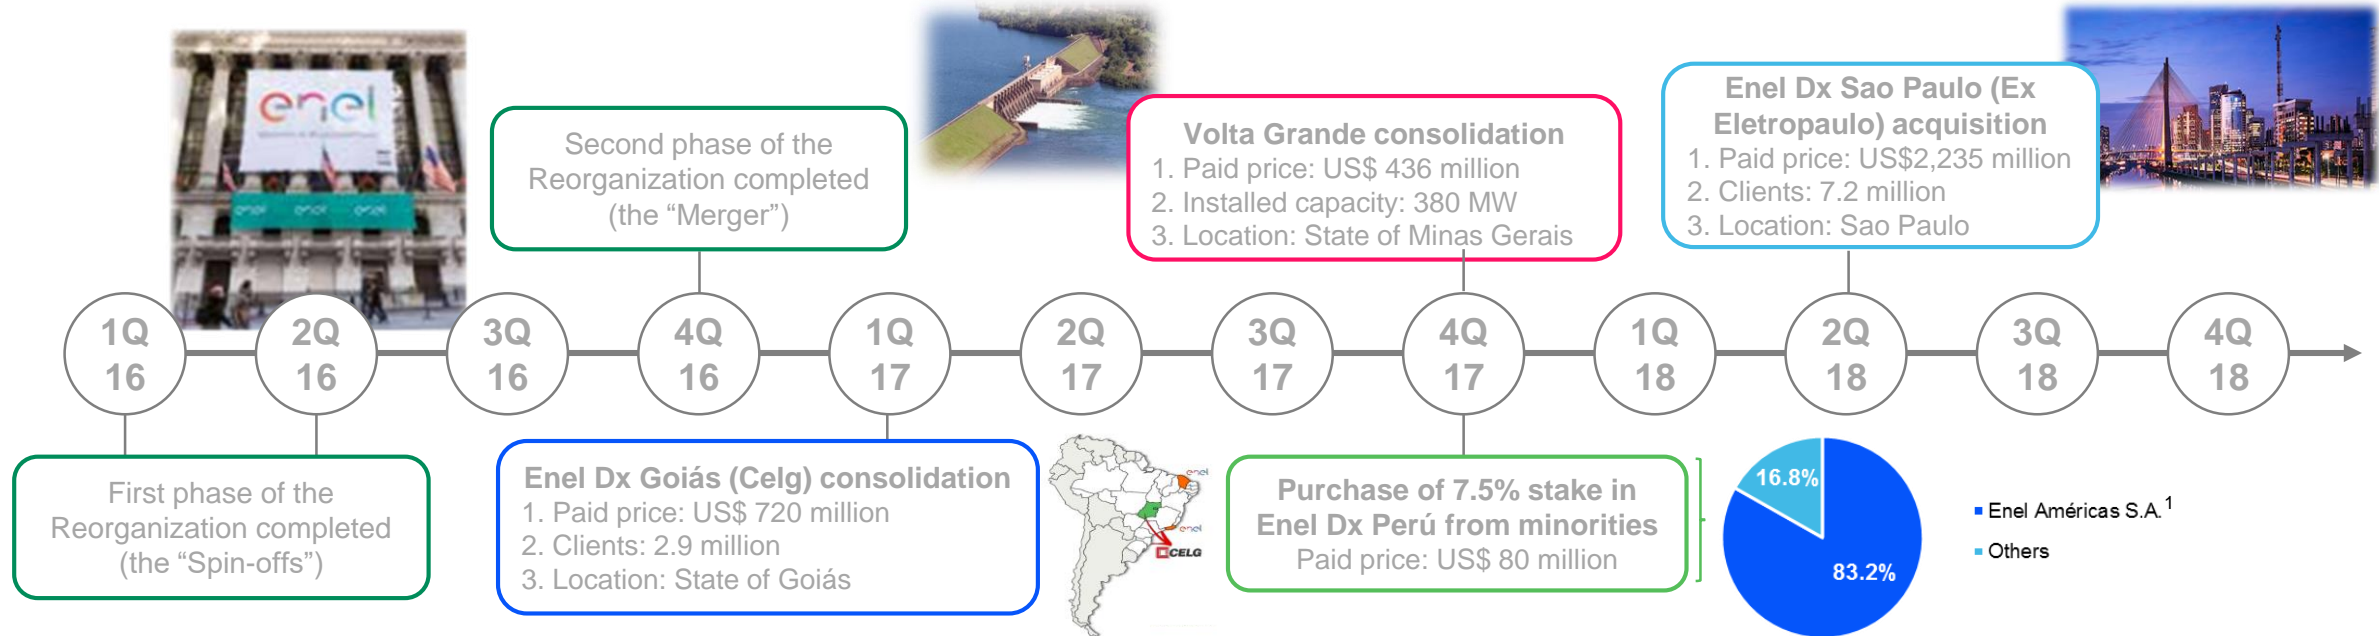 enel
enel enel enel
Second phase of the
Reorganization completed
(the “Merger”)
Volta Grande consolidation
1. Paid price: US$ 436 million
2. Installed capacity: 380 MW
3. Location: State of Minas Gerais
Enel Dx Sao Paulo (Ex
Eletropaulo) acquisition
1. Paid price: US$2,235 million
2. Clients: 7.2 million
3. Location: Sao Paulo
1Q
16
2Q
16
3Q
16
4Q
16
1Q
17
2Q
17
3Q
17
4Q
17
1Q
18
2Q
18
3Q
18
4Q
18
First phase of the
Reorganization completed
(the “Spin-offs”)
Enel Dx Goiás (Celg) consolidation
1. Paid price: US$ 720 million
2. Clients: 2.9 million
3. Location: State of Goiás
enel
enel
CELG
Purchase of 7.5% stake in
Enel Dx Perú from minorities
Paid price: US$ 80 million
16.8%
83.2%
Enel Américas S.A.1
Others